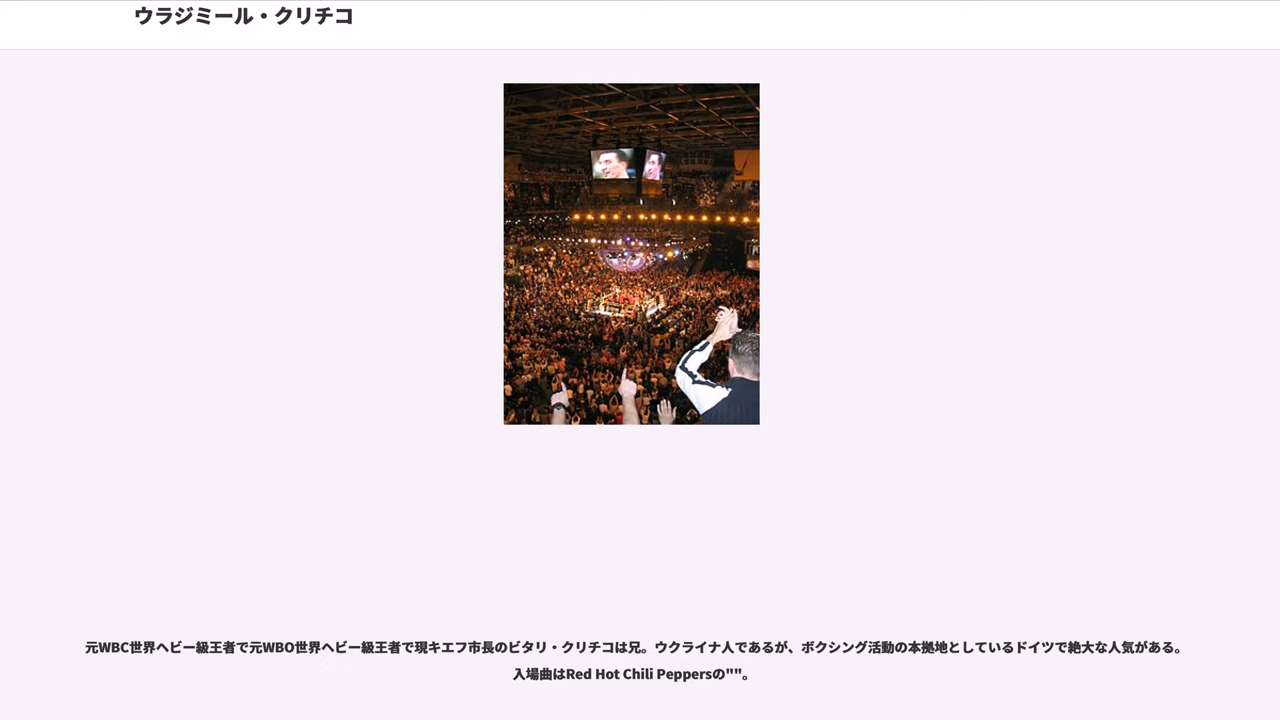 ウラジミール・クリチコ
元WBC世界ヘビー級王者で元WBO世界ヘビー級王者で現キエフ市長のビタリ・クリチコは兄。ウクライナ人であるが、ボクシング活動の本拠地としているドイツで絶大な人気がある。
入場曲はRed Hot Chili Peppersの""。